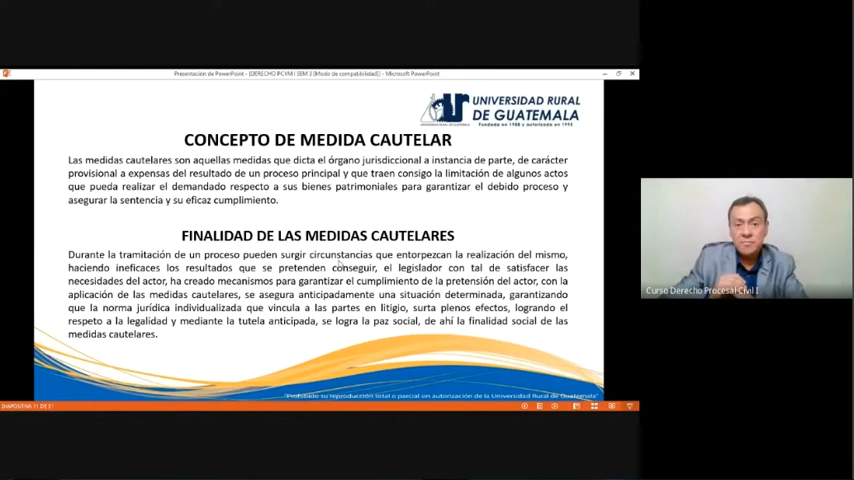 Presentación de PowerPoint - [DERECHO PCYM I SEM 3 [Modo de compatibilidad]] - Microsoft PowerPoint
UNIVERSIDAD RURAL
DE GUATEMALA
Fundada en 1988 y autorizada en 1995
CONCEPTO DE MEDIDA CAUTELAR
Las medidas cautelares son aquellas medidas que dicta el órgano jurisdiccional a instancia de parte, de carácter
provisional a expensas del resultado de un proceso principal y que traen consigo la limitación de algunos actos
que pueda realizar el demandado respecto a sus bienes patrimoniales para garantizar el debido proceso y
asegurar la sentencia y su eficaz cumplimiento.
FINALIDAD DE LAS MEDIDAS CAUTELARES
Durante la tramitación de un proceso pueden surgir circunstancias que entorpezcan la realización del mismo,
haciendo ineficaces los resultados que se pretenden conseguir, el legislador con tal de satisfacer las
necesidades del actor, ha creado mecanismos para garantizar el cumplimiento de la pretensión del actor, con la
aplicación de las medidas cautelares, se asegura anticipadamente una situación determinada, garantizando
que la norma jurídica individualizada que vincula a las partes en litigio, surta plenos efectos, logrando el
respeto a la legalidad y mediante la tutela anticipada, se logra la paz social, de ahí la finalidad social de las
medidas cautelares.
"Prohibido su reproducción total o parcial sin autorización de la Universidad Rural de Guatemala"
DIAPOSITIVA 11 DE 31
Curso Derecho Procesal Civil I